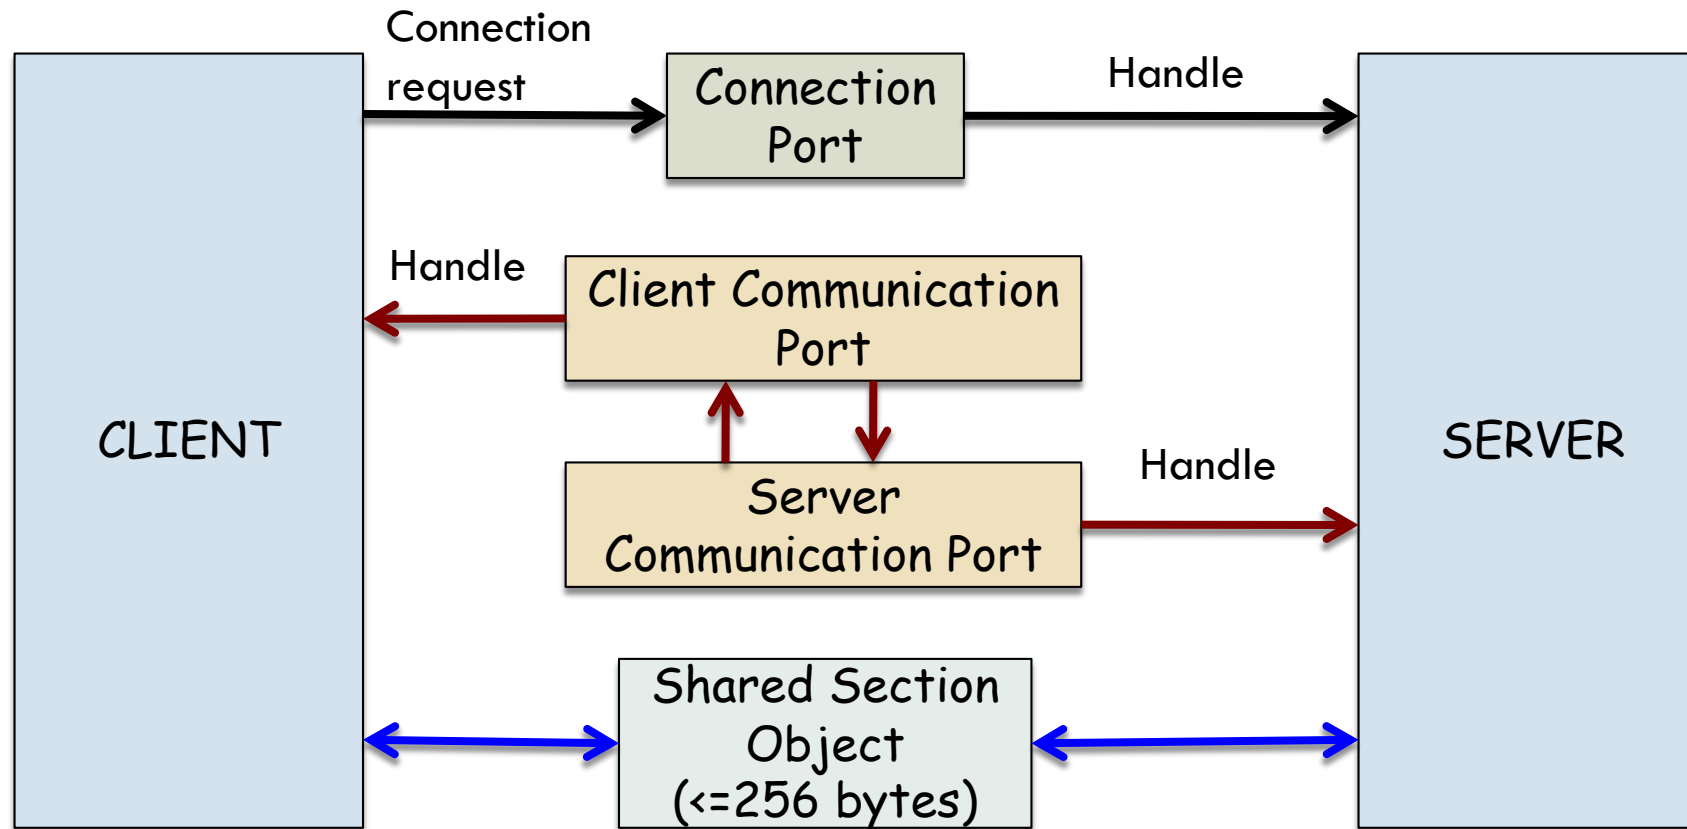 Connection
request
Connection
Port
Handle
Handle
Client Communication
Port
CLIENT
SERVER
Server
Communication Port
Handle
Shared Section
Object
(<=256 bytes)